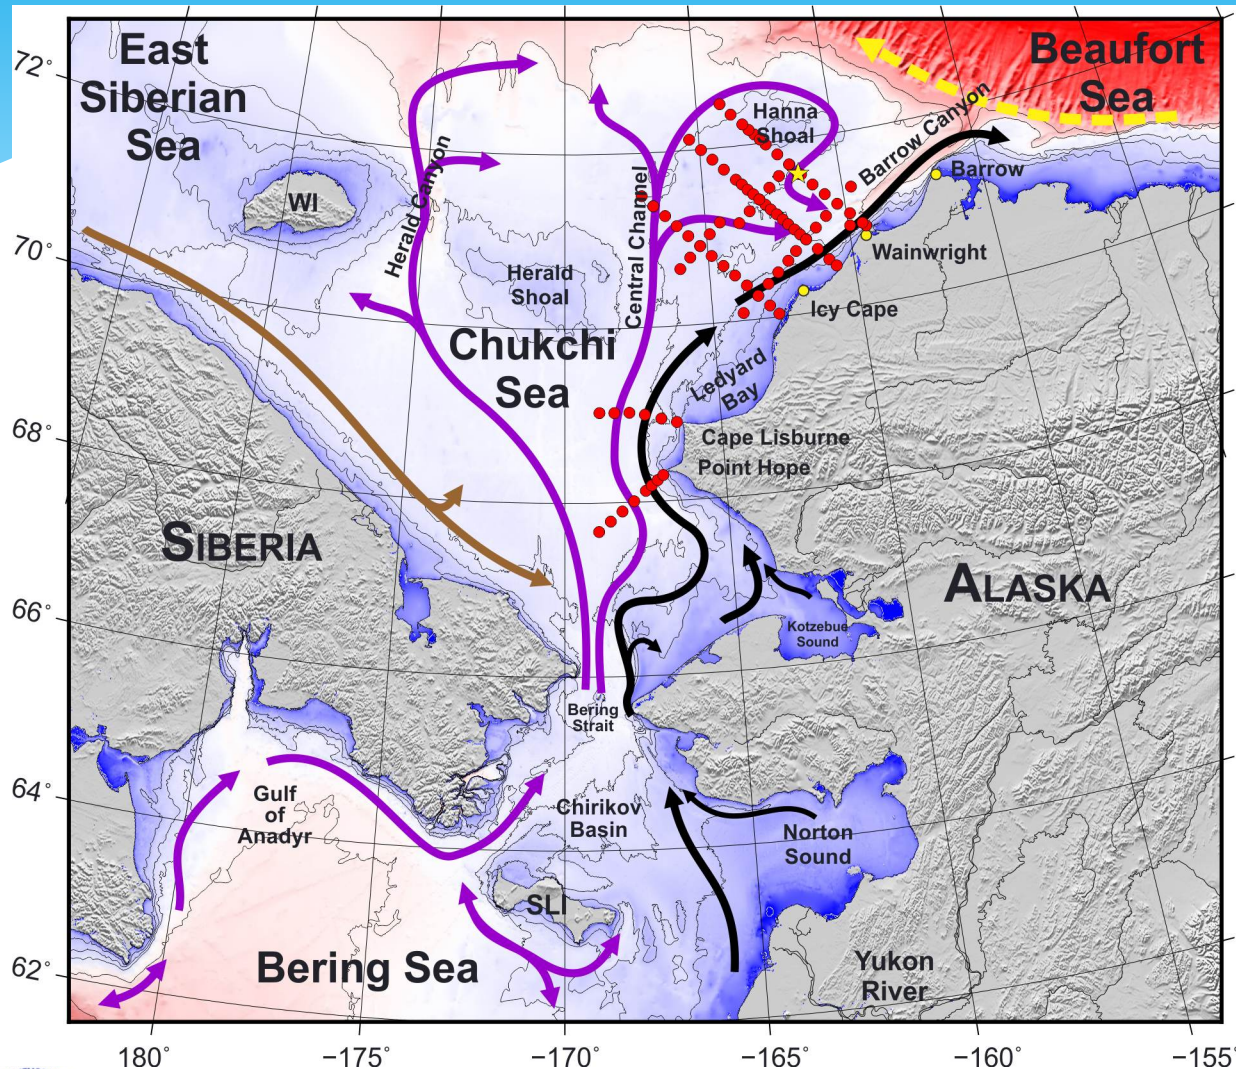 East
Siberian
Sea
Beaufort
Sea
Hanna
Shoal
Barrow Canyon
Barrow
WI
Herald Canyon
Central Channel
Wainwright
Herald
Shoal
Icy Cape
Chukchi
Sea
Ledyard
Bay
Cape Lisburne
Point Hope
SIBERIA
ALASKA
Kotzebue
Sound
Bering
Strait
Gulf
of
Anadyr
Chirikov
Basin
Norton
Sound
SLI
Bering Sea
Yukon
River
72°
70°
68°
66°
64°
62°
180°
−175°
−170°
−165°
−160°
−155°